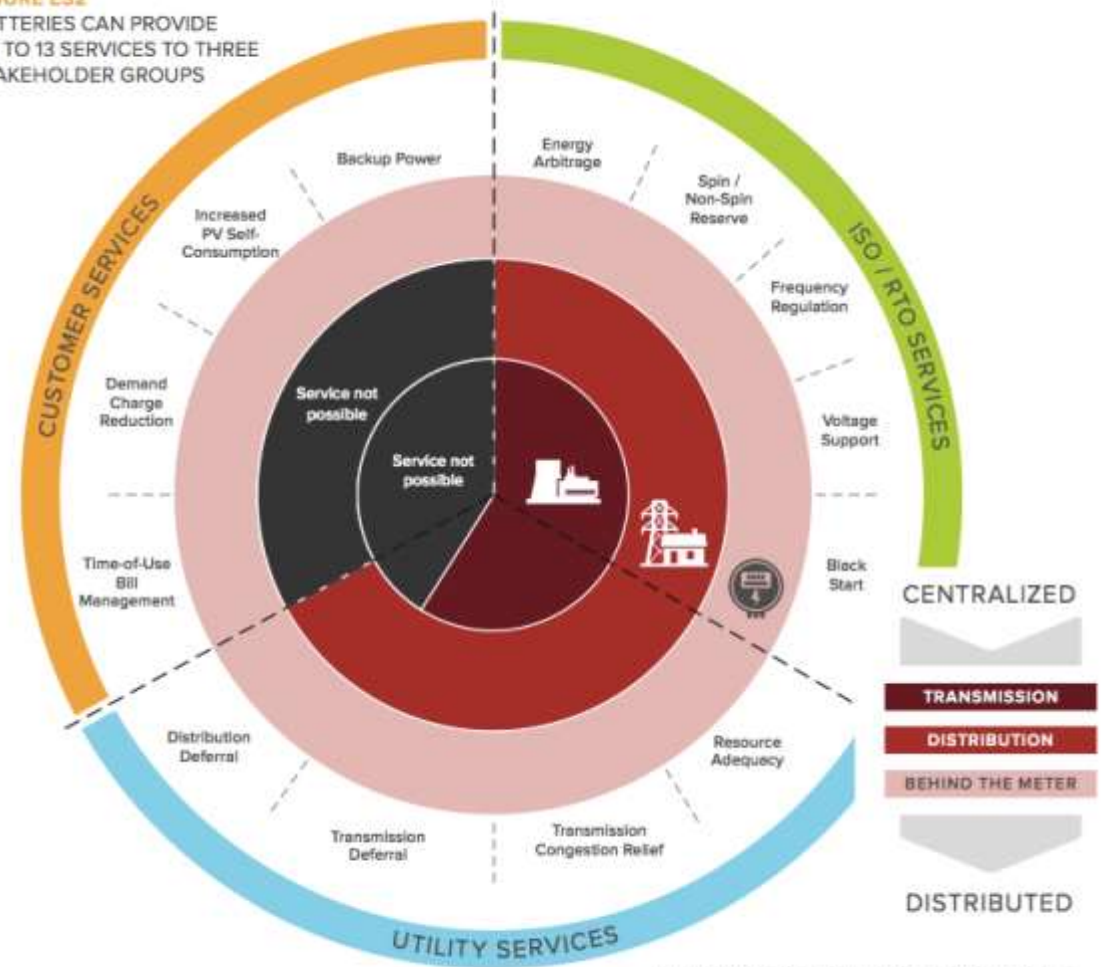 TTERIES CAN PROVIDE
TO 13 SERVICES TO THREE
AKEHOLDER GROUPS
CUSTOMER SERVICES
ISO / RTO SERVICES
UTILITY SERVICES
Backup Power
Increased
PV Self-
Consumption
Demand
Charge
Reduction
Time-of-Use
Bill
Management
Energy
Arbitrage
Spin /
Non-Spin
Reserve
Frequency
Regulation
Voltage
Support
Black
Start
Resource
Adequacy
Transmission
Congestion Relief
Transmission
Deferral
Distribution
Deferral
Service not
possible
Service not
possible
CENTRALIZED
TRANSMISSION
DISTRIBUTION
BEHIND THE METER
DISTRIBUTED